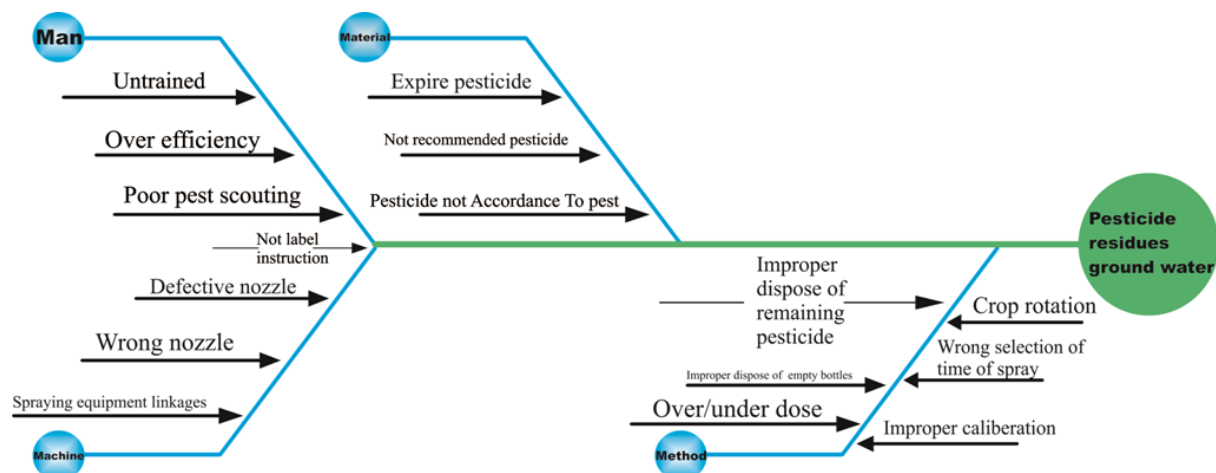 Man
Untrained
Over efficiency
Poor pest scouting
Not label
instruction
Material
Expire pesticide
Not recommended pesticide
Pesticide not Accordance To pest
Pesticide
residues
ground water
Defective nozzle
Wrong nozzle
Spraying equipment linkages
Machine
Improper
dispose of
remaining
pesticide
Crop rotation
Wrong selection of
time of spray
Improper dispose of empty bottles
Over/under dose
Improper caliberation
Method